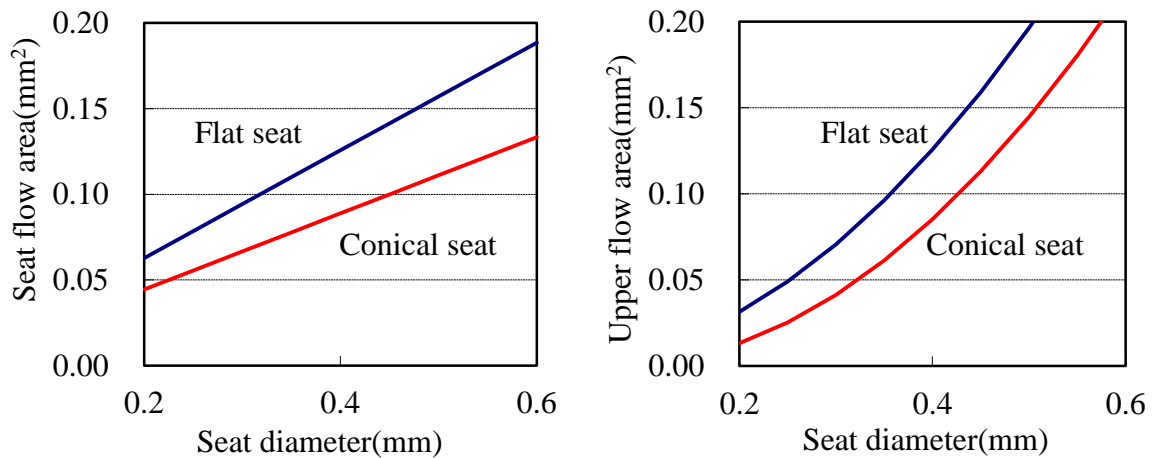 Seat flow area(mm²)
0.20
0.15
0.10
0.05
0.00
Flat seat
Conical seat
0.2
0.4
0.6
Seat diameter(mm)
Upper flow area(mm²)
0.20
0.15
0.10
0.05
0.00
Flat seat
Conical seat
0.2
0.4
0.6
Seat diameter(mm)